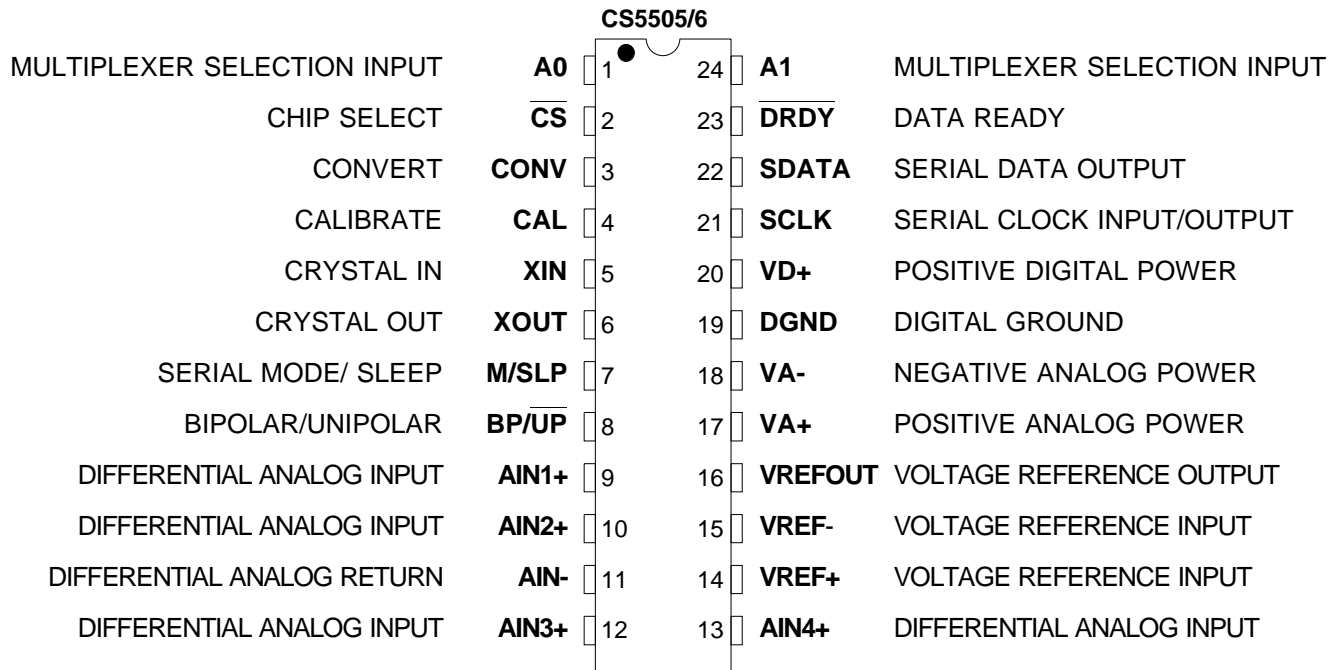 CS5505/6
MULTIPLEXER SELECTION INPUT A0 1 24 A1 MULTIPLEXER SELECTION INPUT
CHIP SELECT C̅S̅ 2 23 D̅R̅D̅Y̅ DATA READY
CONVERT CONV 3 22 SDATA SERIAL DATA OUTPUT
CALIBRATE CAL 4 21 SCLK SERIAL CLOCK INPUT/OUTPUT
CRYSTAL IN XIN 5 20 VD+ POSITIVE DIGITAL POWER
CRYSTAL OUT XOUT 6 19 DGND DIGITAL GROUND
SERIAL MODE/ SLEEP M/SLP 7 18 VA- NEGATIVE ANALOG POWER
BIPOLAR/UNIPOLAR BP/U̅P̅ 8 17 VA+ POSITIVE ANALOG POWER
DIFFERENTIAL ANALOG INPUT AIN1+ 9 16 VREFOUT VOLTAGE REFERENCE OUTPUT
DIFFERENTIAL ANALOG INPUT AIN2+ 10 15 VREF- VOLTAGE REFERENCE INPUT
DIFFERENTIAL ANALOG RETURN AIN- 11 14 VREF+ VOLTAGE REFERENCE INPUT
DIFFERENTIAL ANALOG INPUT AIN3+ 12 13 AIN4+ DIFFERENTIAL ANALOG INPUT